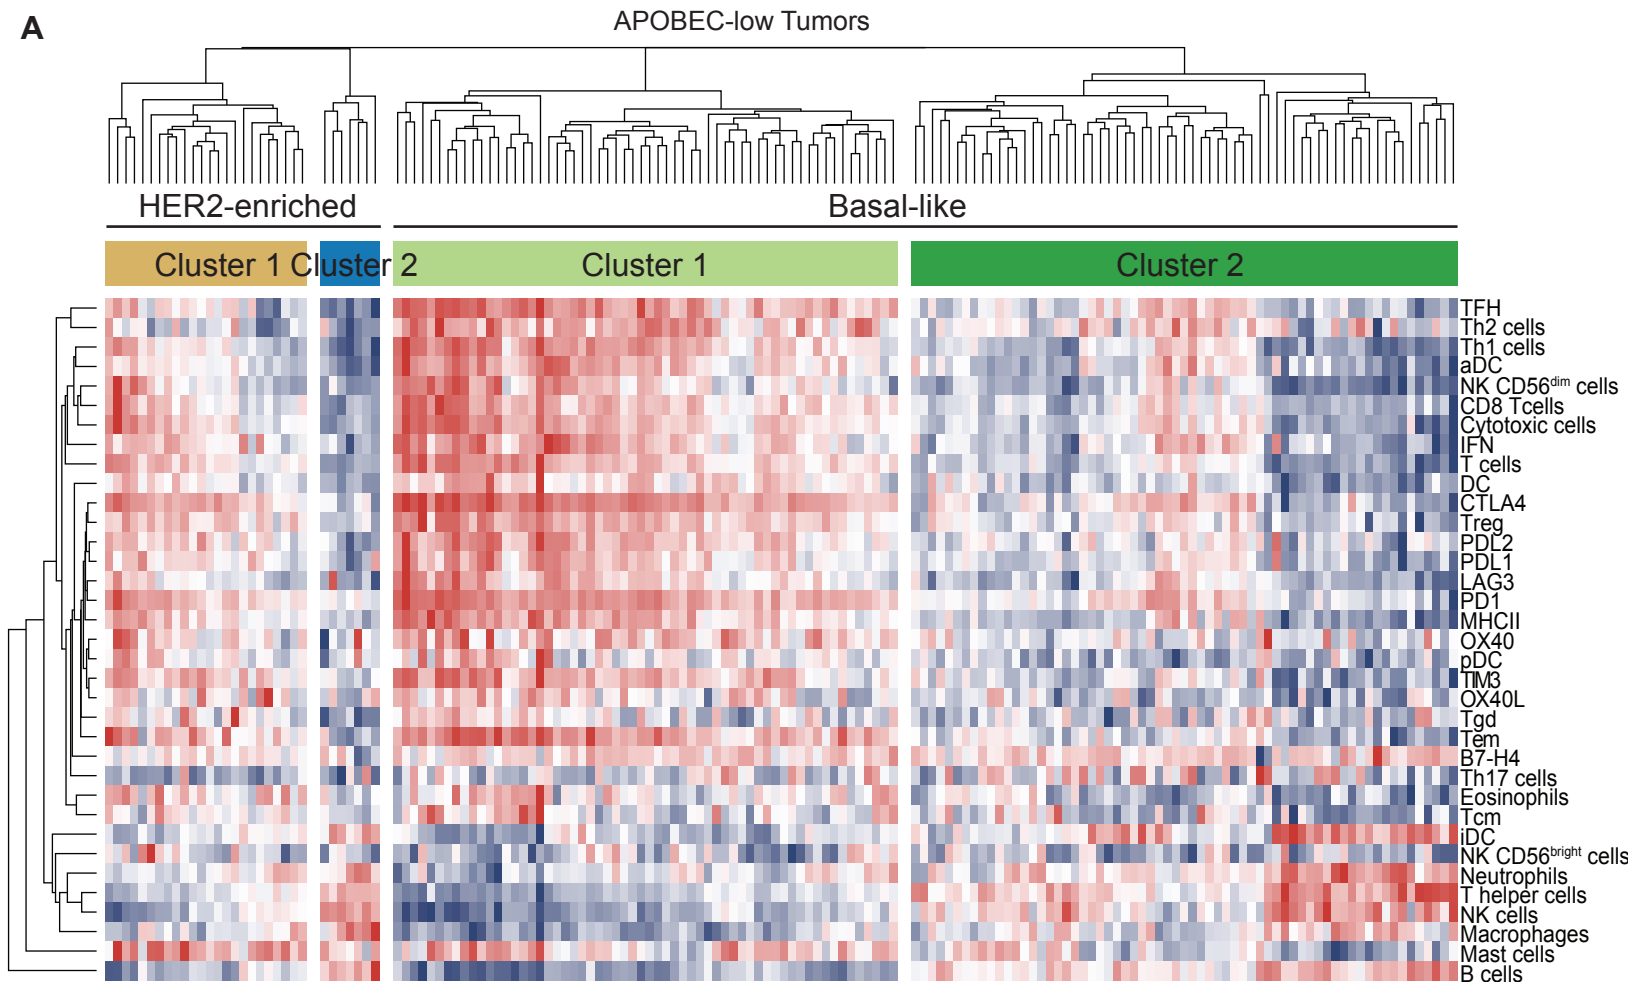 A
APOBEC-low Tumors
HER2-enriched
Basal-like
Cluster 1
Cluster 2
Cluster 1
Cluster 2
TFH
Th2 cells
Th1 cells
aDC
NK CD56dim cells
CD8 Tcells
Cytotoxic cells
IFN
T cells
DC
CTLA4
Treg
PDL2
PDL1
LAG3
PD1
MHCII
OX40
pDC
TIM3
OX40L
Tgd
Tem
B7-H4
Th17 cells
Eosinophils
Tcm
iDC
NK CD56bright cells
Neutrophils
T helper cells
NK cells
Macrophages
Mast cells
B cells